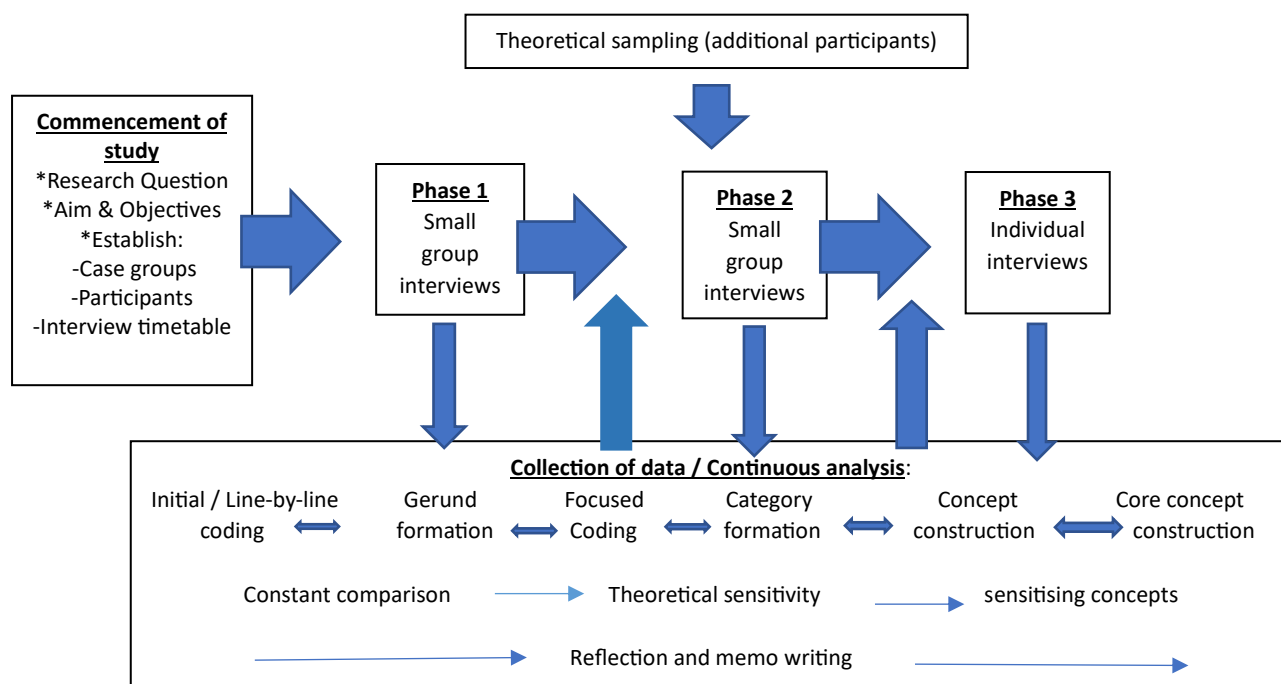 Theoretical sampling (additional participants)
Commencement of
study
*Research Question
*Aim & Objectives
*Establish:
-Case groups
-Participants
-Interview timetable
Phase 1
Small
group
interviews
Phase 2
Small
group
interviews
Phase 3
Individual
interviews
Collection of data / Continuous analysis:
Initial / Line-by-line
coding
Gerund
formation
Focused
Coding
Category
formation
Concept
construction
Core concept
construction
Constant comparison
Theoretical sensitivity
sensitising concepts
Reflection and memo writing